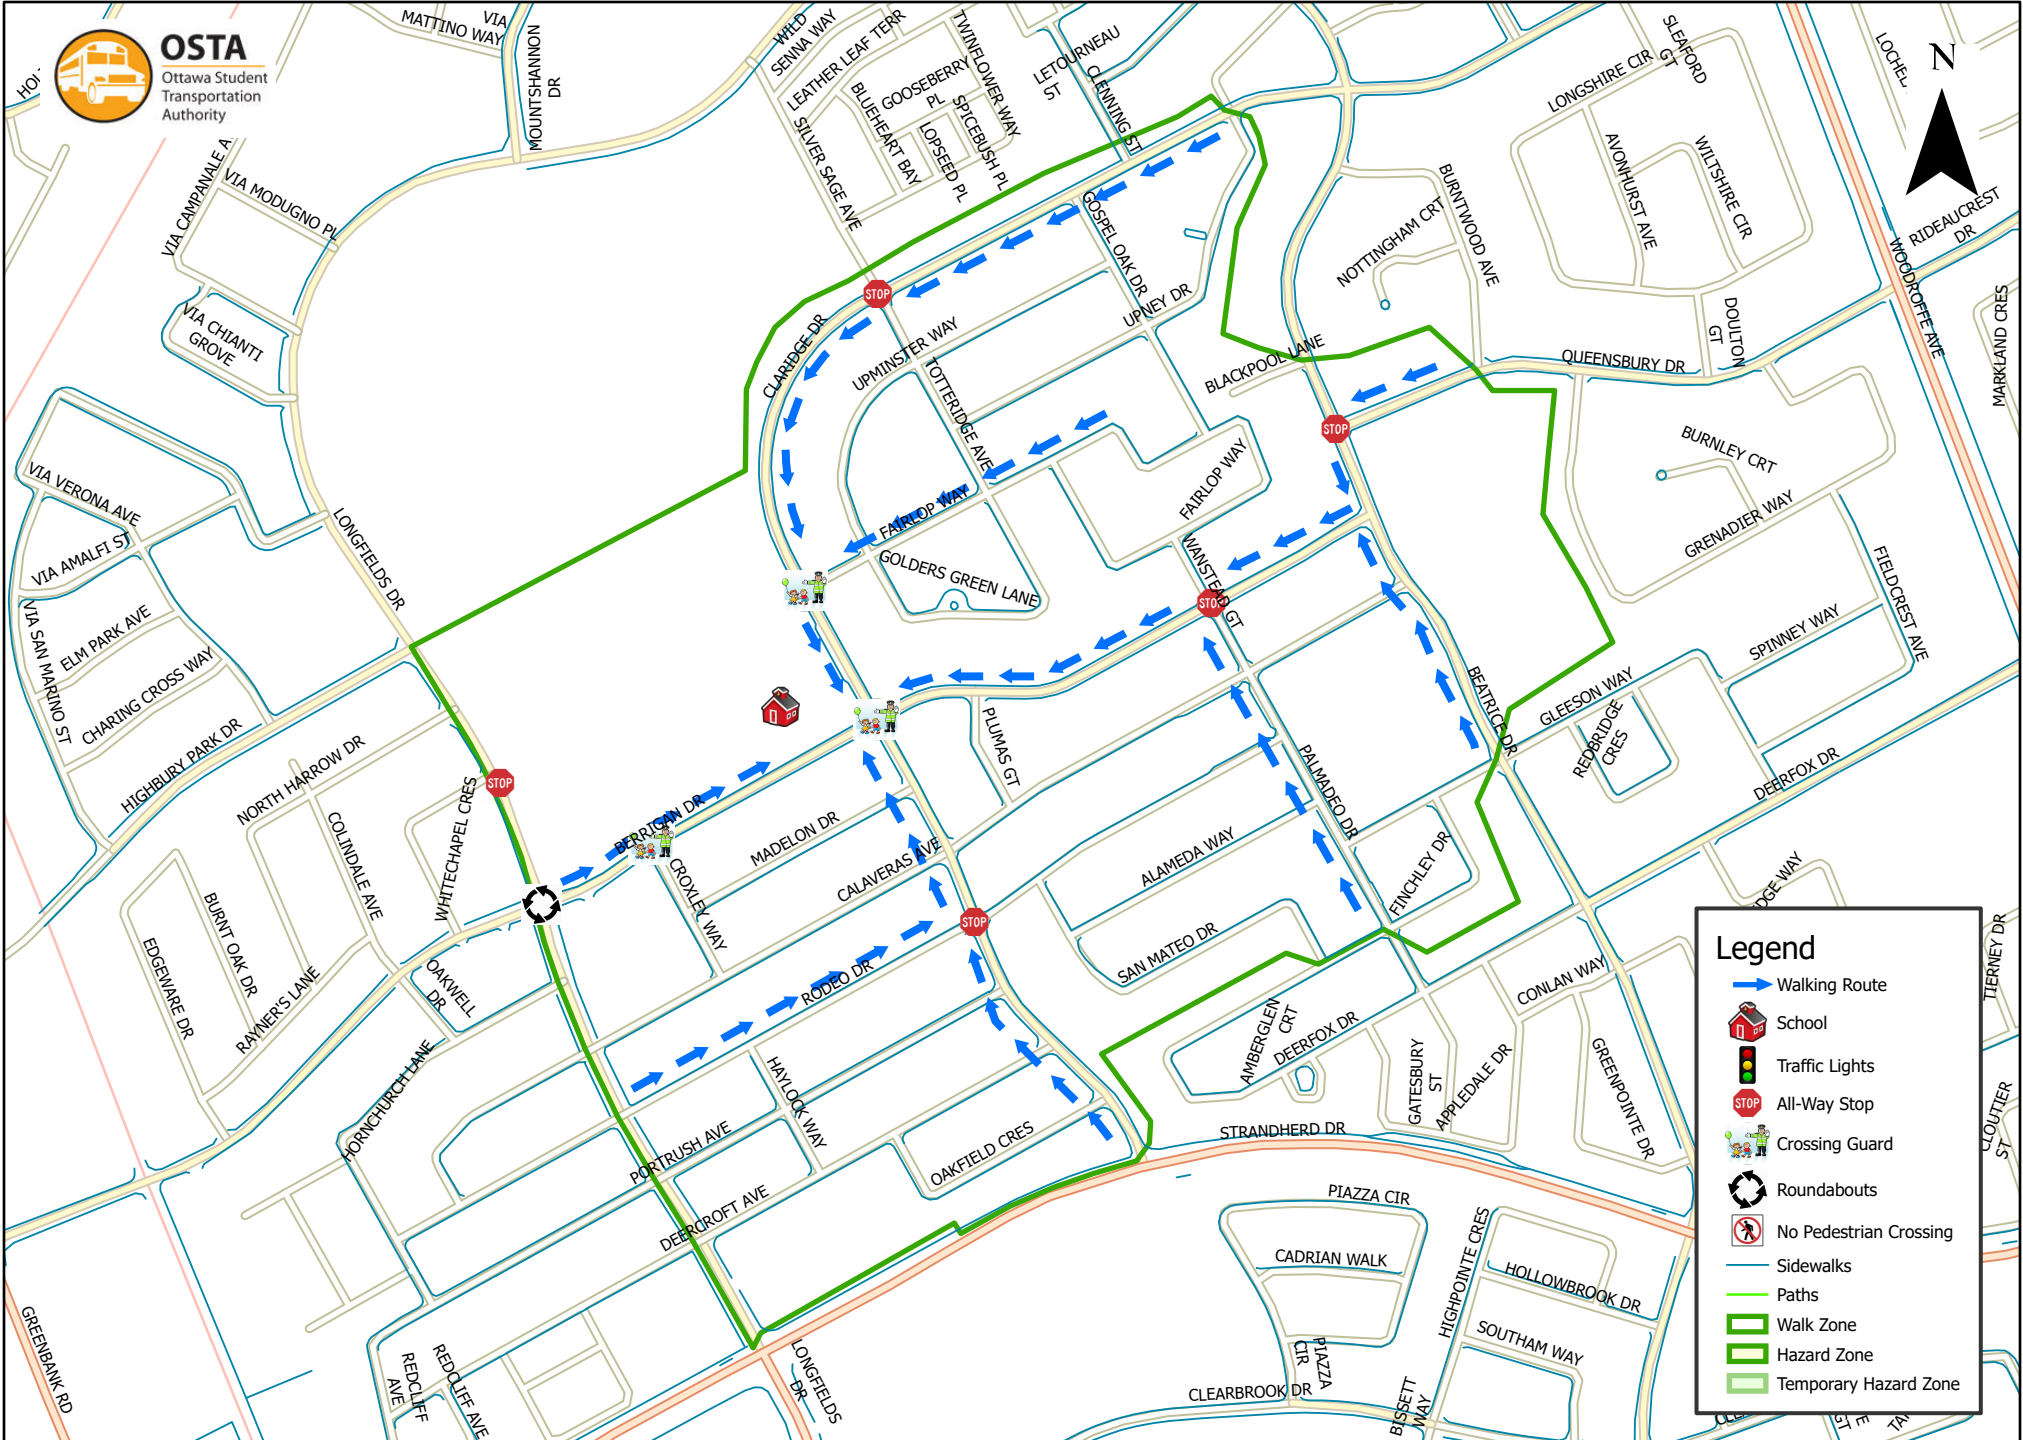 OSTA
Ottawa Student
Transportation
Authority
VIA
MATTINO WAY
MOUNTSHANNON
DR
WILD
SENNA WAY
LEATHER LEAF TERR
TWINFLOWER WAY
GOOSEBERRY
PL
BLUEHEART BAY
SPICEBUSH PL
LOPSEED PL
SILVER SAGE AVE
LETOURNEAU
ST
CLENNING ST
SLEAFORD
GT
LONGSHIRE CIR
AVONHURST AVE
WILTSHIRE CIR
N
RIDEAUCREST
DR
WOODROFFE AVE
MARKLAND CRES
VIA MODUGNO PL
VIA CHIANTI
GROVE
GOSPEL OAK DR
UPNEY DR
BURNTWOOD AVE
NOTTINGHAM CRT
DOULTON
GT
STOP
CLARIDGE DR
UPMINSTER WAY
TOTTERIDGE AVE
BLACKPOOL LANE
QUEENSBURY DR
STOP
BURNLEY CRT
GRENADIER WAY
VIA VERONA AVE
VIA AMALFI ST
LONGFIELDS DR
FAIRLOP WAY
FAIRLOP WAY
GOLDERS GREEN LANE
WANSTEAD GT
STOP
FIELDCREST AVE
SPINNEY WAY
VIA SAN MARINO ST
ELM PARK AVE
CHARING CROSS WAY
HIGHBURY PARK DR
NORTH HARROW DR
GLEESON WAY
REDBRIDGE
CRES
BEATRICE DR
DEERFOX DR
PLUMAS GT
PALMADEO DR
STOP
WHITECHAPEL CRES
COLINDALE AVE
BERRIGAN DR
CROXLEY WAY
MADELON DR
CALAVERAS AVE
ALAMEDA WAY
FINCHLEY DR
STOP
SAN MATEO DR
RODEO DR
BURNT OAK DR
EDGEWARE DR
RAYNER'S LANE
OAKWELL
DR
HORNCHURCH LANE
HAYLOCK WAY
PORTRUSH AVE
DEERCROFT AVE
OAKFIELD CRES
AMBERGLEN
CRT
DEERFOX DR
CONLAN WAY
GATESBURY
ST
APPLEDALE DR
GREENPOINTE DR
STRANDHERD DR
PIAZZA CIR
CADRIAN WALK
PIAZZA
CIR
HIGHPOINTE CRES
HOLLOWBROOK DR
SOUTHAM WAY
CLEARBROOK DR
BISSETT
WAY
GREENBANK RD
REDCLIFF
AVE
REDCLIFF AVE
LONGFIELDS
DR
TIERNEY DR
CLOUTIER
ST
Legend
Walking Route
School
Traffic Lights
STOP
All-Way Stop
Crossing Guard
Roundabouts
No Pedestrian Crossing
Sidewalks
Paths
Walk Zone
Hazard Zone
Temporary Hazard Zone